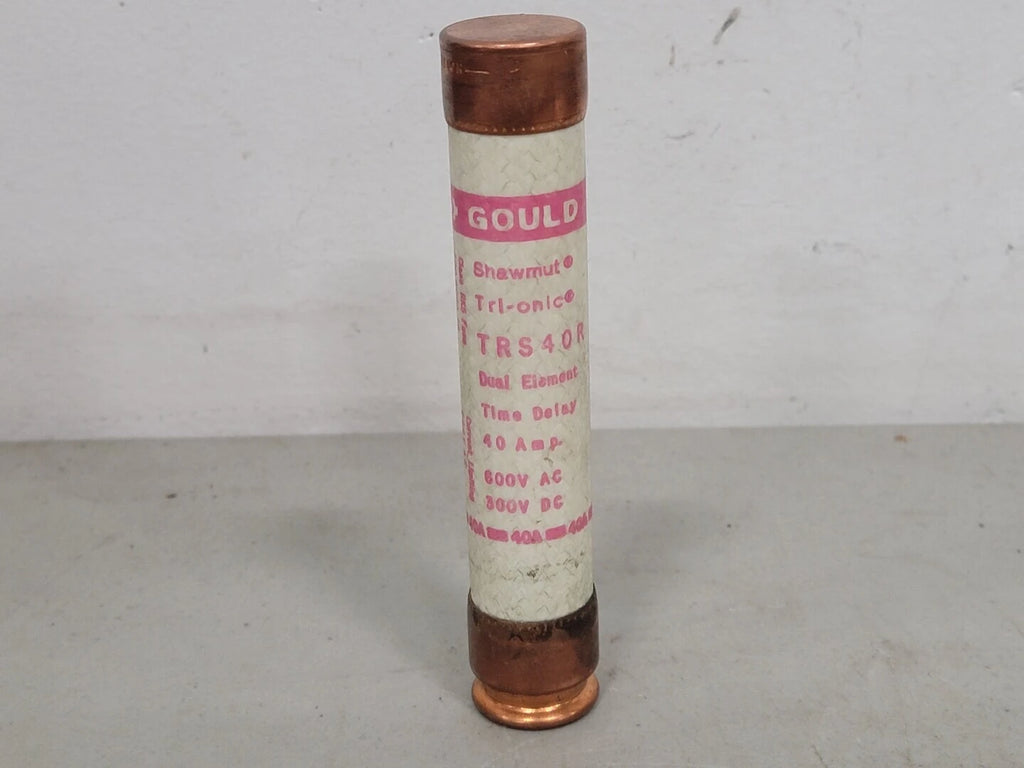 GOULD
Shawmut®
Tri-onic®
TRS40R
Dual Element
Time Delay
40 Amp.
600V AC
300V DC
40A 40A 40A